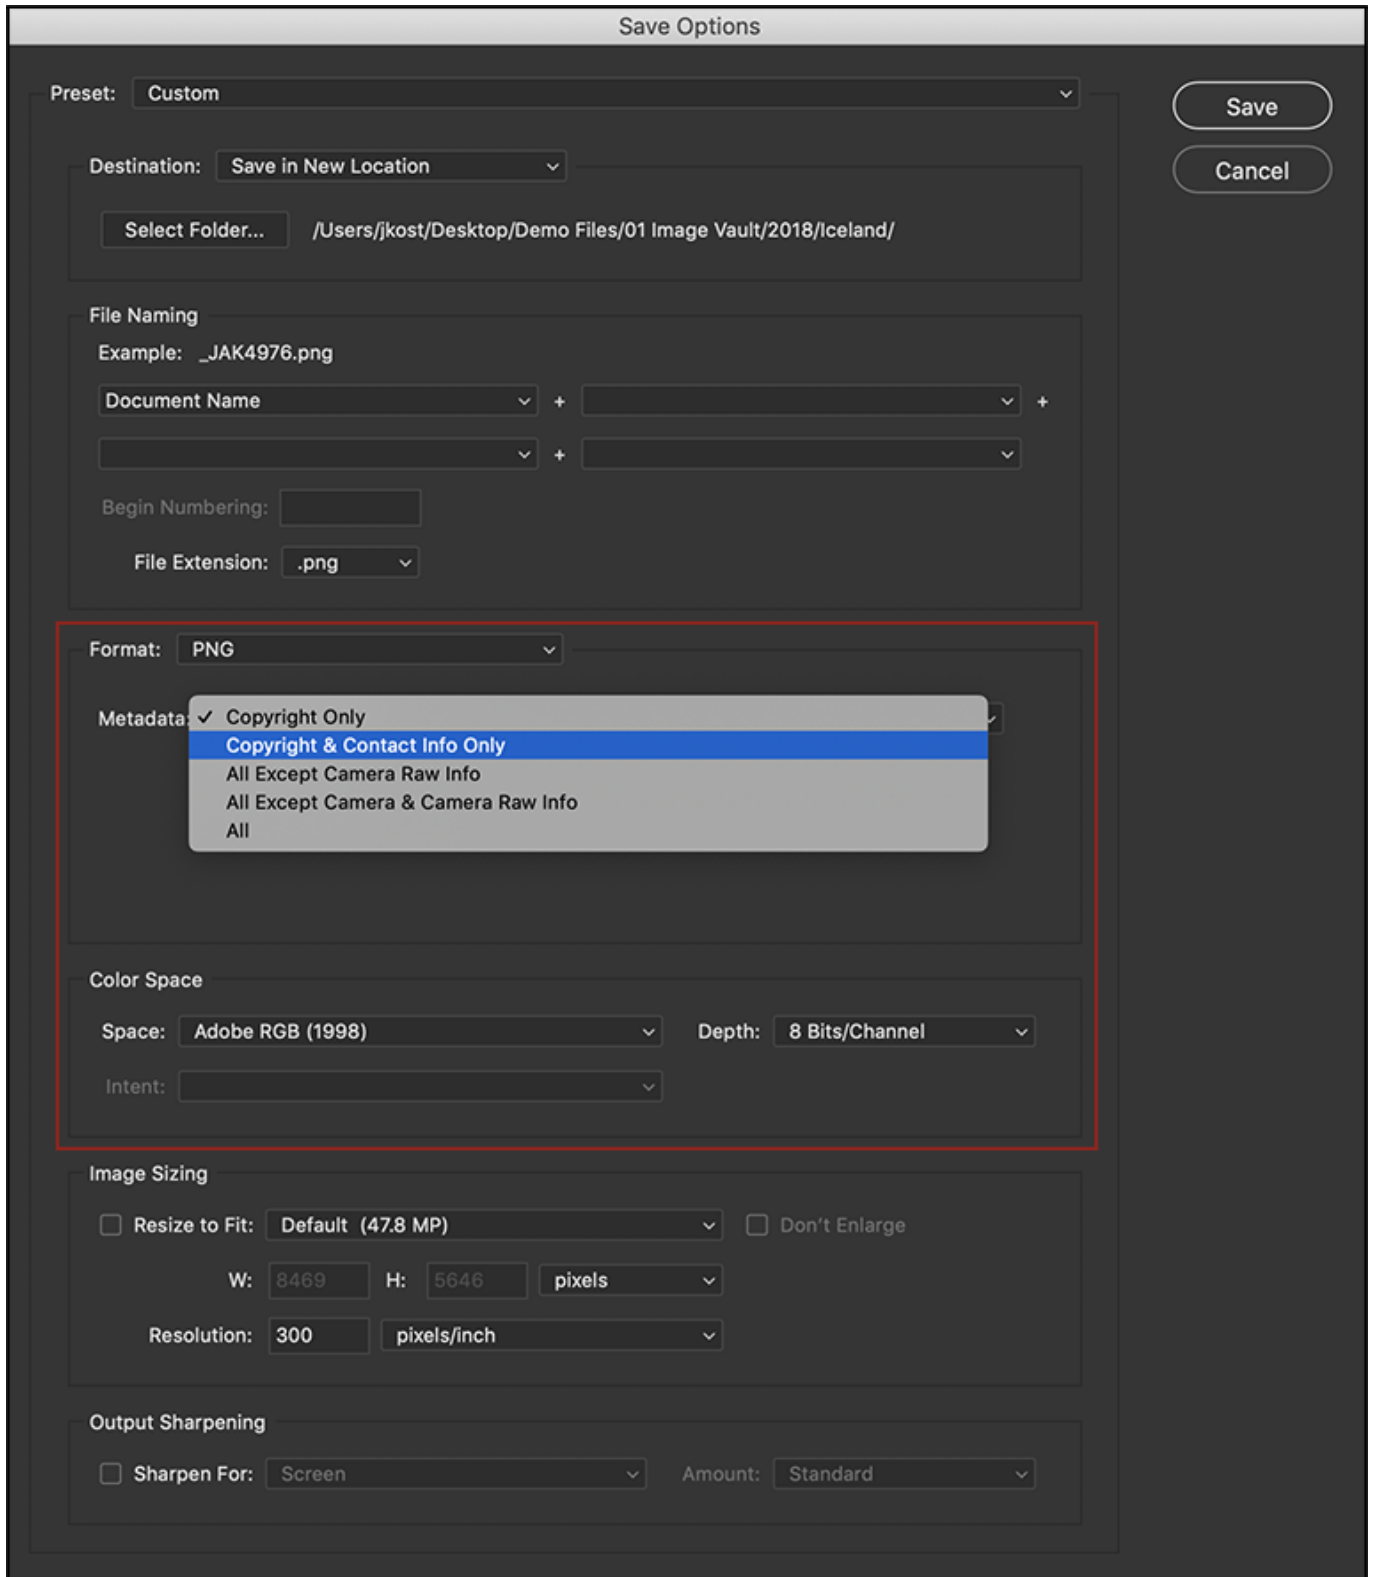 Save Options
Preset: Custom
Save
Destination: Save in New Location
Cancel
Select Folder... /Users/jkost/Desktop/Demo Files/01 Image Vault/2018/Iceland/
File Naming
Example: _JAK4976.png
Document Name + +
+
Begin Numbering:
File Extension: .png
Format: PNG
Metadata: ✓ Copyright Only
Copyright & Contact Info Only
All Except Camera Raw Info
All Except Camera & Camera Raw Info
All
Color Space
Space: Adobe RGB (1998) Depth: 8 Bits/Channel
Intent:
Image Sizing
Resize to Fit: Default (47.8 MP) Don't Enlarge
W: 8469 H: 5646 pixels
Resolution: 300 pixels/inch
Output Sharpening
Sharpen For: Screen Amount: Standard